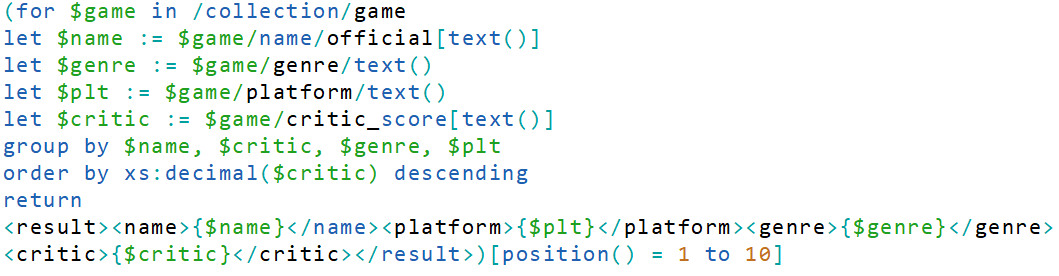 (for $game in /collection/game
let $name := $game/name/official[text()]
let $genre := $game/genre/text()
let $plt := $game/platform/text()
let $critic := $game/critic_score[text()]
group by $name, $critic, $genre, $plt
order by xs:decimal($critic) descending
return
<result><name>{$name}</name><platform>{$plt}</platform><genre>{$genre}</genre>
<critic>{$critic}</critic></result>)[position() = 1 to 10]